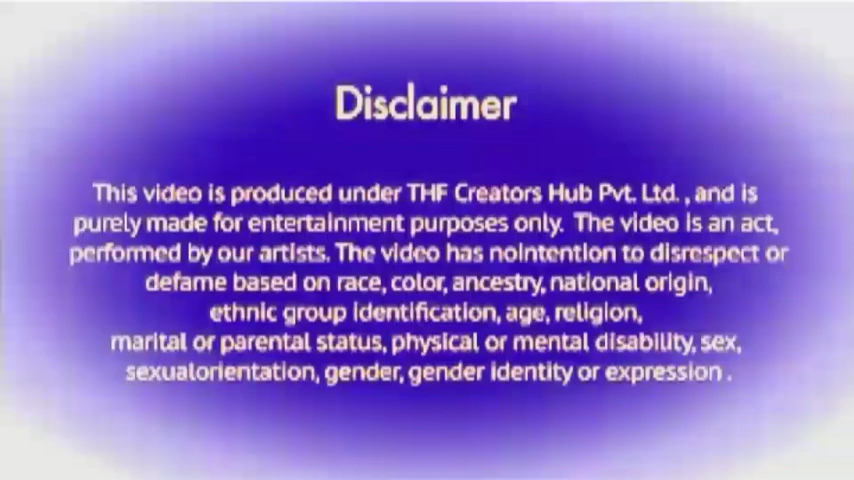 Disclaimer
This video is produced under THF Creators Hub Pvt. Ltd. , and is
purely made for entertainment purposes only. The video is an act,
performed by our artists. The video has nointention to disrespect or
defame based on race, color, ancestry, national origin,
ethnic group identification, age, religion,
marital or parental status, physical or mental disability, sex,
sexualorientation, gender, gender identity or expression .